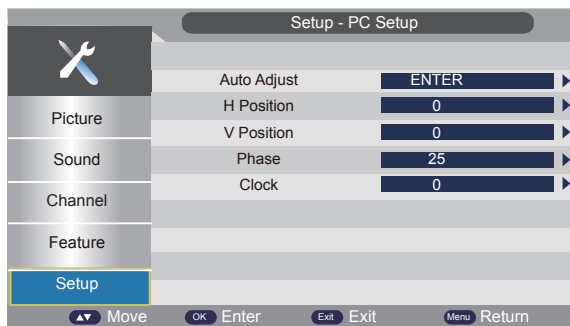 Setup - PC Setup
Auto Adjust ENTER
H Position 0
V Position 0
Phase 25
Clock 0
Picture
Sound
Channel
Feature
Setup
Move OK Enter Exit Exit Menu Return